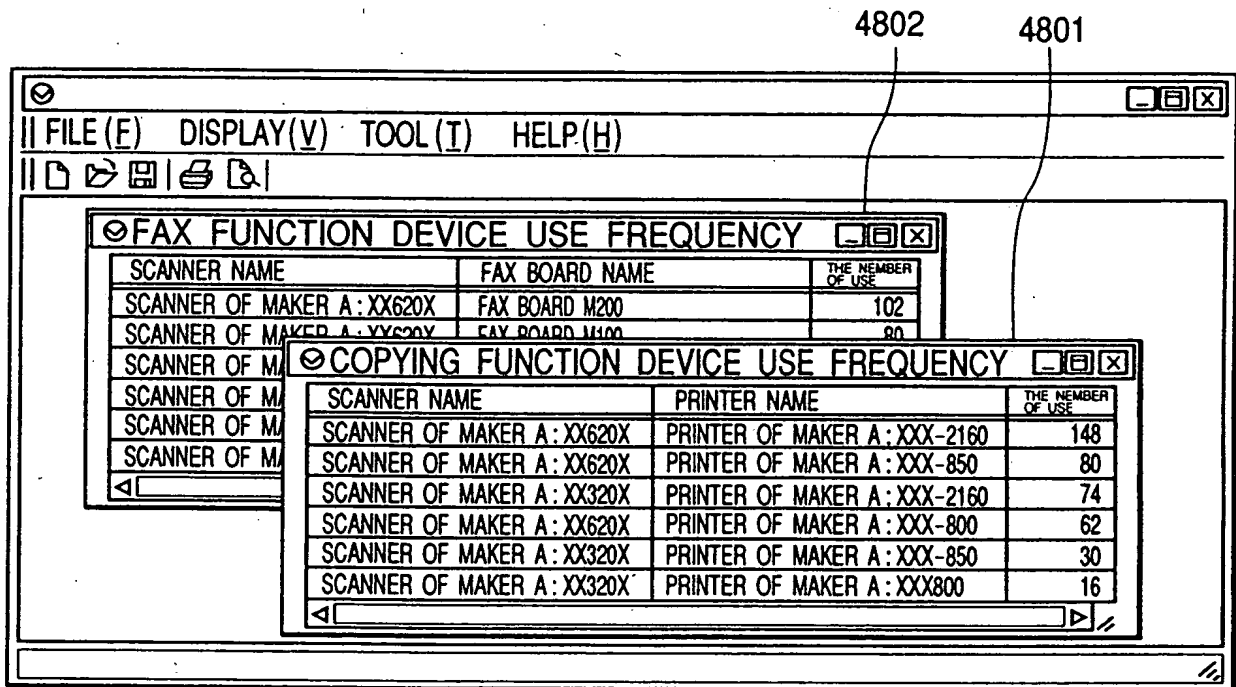 4802 4801
FILE(F) DISPLAY(V) TOOL(T) HELP(H)
FAX FUNCTION DEVICE USE FREQUENCY
SCANNER NAME FAX BOARD NAME THE NEMBER
OF USE
SCANNER OF MAKER A:XX620X FAX BOARD M200 102
SCANNER OF MAKER A:XX620X FAX BOARD M100 80
SCANNER OF MA
SCANNER OF MA
SCANNER OF MA
SCANNER OF MA
COPYING FUNCTION DEVICE USE FREQUENCY
SCANNER NAME PRINTER NAME THE NEMBER
OF USE
SCANNER OF MAKER A:XX620X PRINTER OF MAKER A:XXX-2160 148
SCANNER OF MAKER A:XX620X PRINTER OF MAKER A:XXX-850 80
SCANNER OF MAKER A:XX320X PRINTER OF MAKER A:XXX-2160 74
SCANNER OF MAKER A:XX620X PRINTER OF MAKER A:XXX-800 62
SCANNER OF MAKER A:XX320X PRINTER OF MAKER A:XXX-850 30
SCANNER OF MAKER A:XX320X PRINTER OF MAKER A:XXX800 16